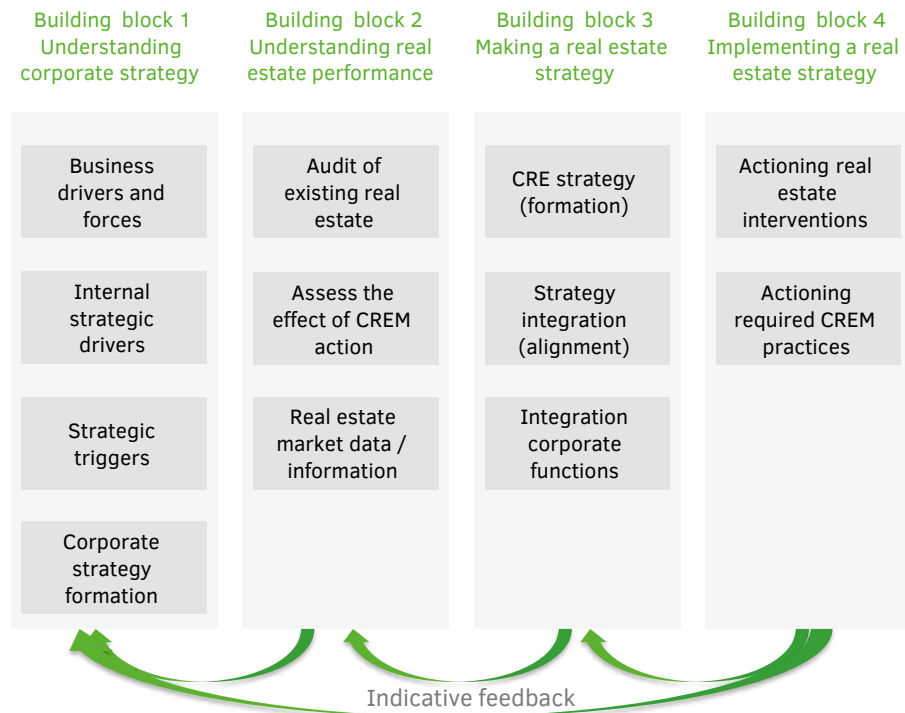 Building block 1
Understanding
corporate strategy
Building block 2
Understanding real
estate performance
Building block 3
Making a real estate
strategy
Building block 4
Implementing a real
estate strategy
Business
drivers and
forces
Internal
strategic
drivers
Strategic
triggers
Corporate
strategy
formation
Audit of
existing real
estate
Assess the
effect of CREM
action
Real estate
market data /
information
CRE strategy
(formation)
Strategy
integration
(alignment)
Integration
corporate
functions
Actioning real
estate
interventions
Actioning
required CREM
practices
Indicative feedback